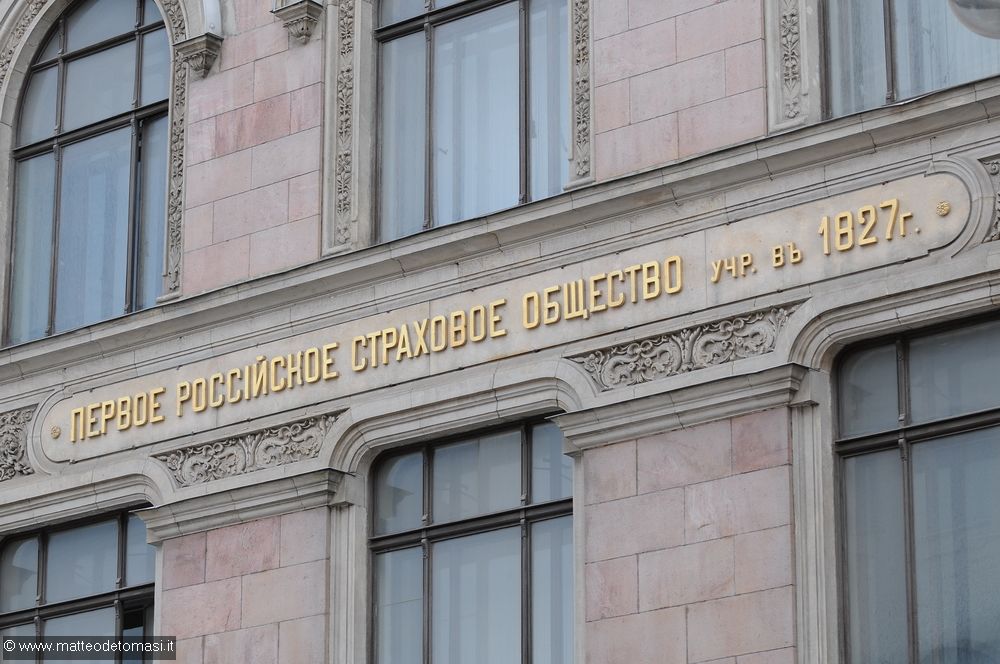 ПЕРВОЕ РОССІЙСКОЕ СТРАХОВОЕ ОБЩЕСТВО УЧР. ВЪ 1827г.
© www.matteodetomasi.it